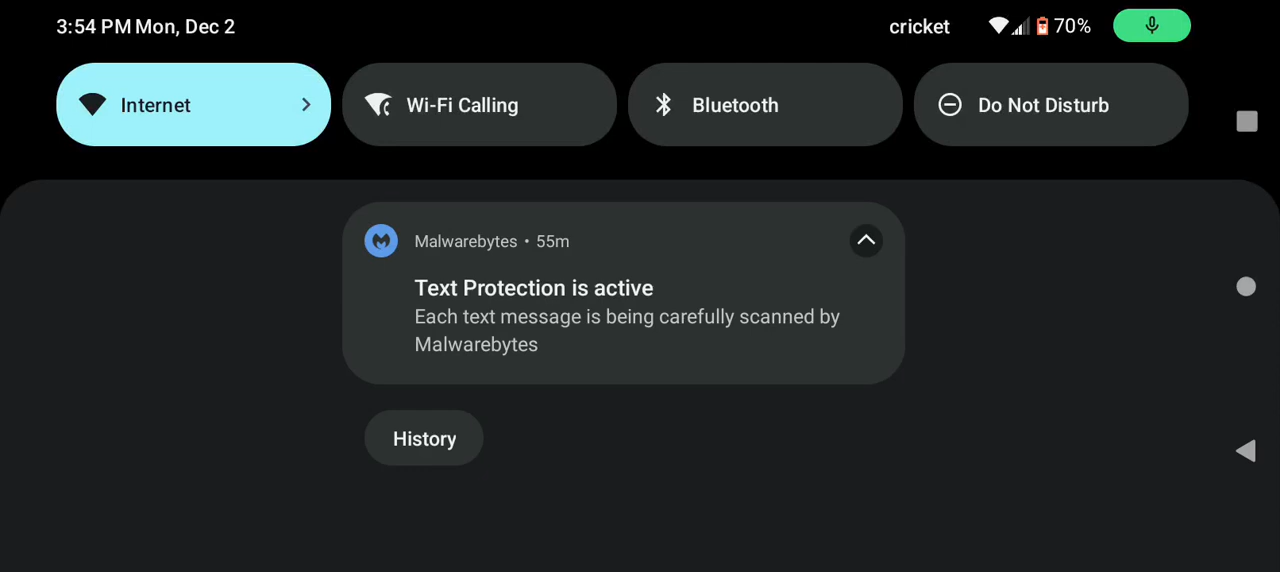 3:54 PM Mon, Dec 2 cricket 70%
Internet Wi-Fi Calling Bluetooth Do Not Disturb
Malwarebytes • 55m
Text Protection is active
Each text message is being carefully scanned by
Malwarebytes
History